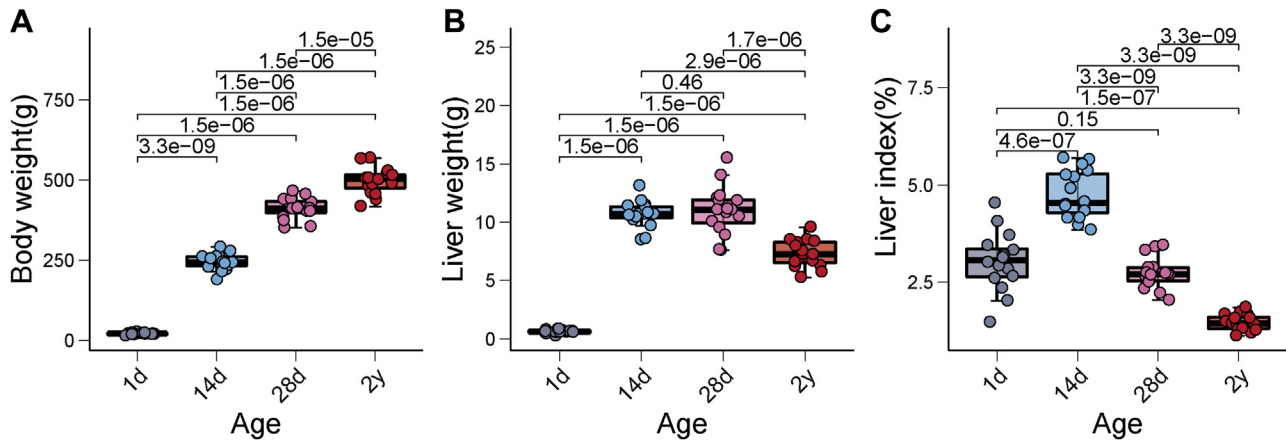 A
Body weight(g)
750
500
250
0
1.5e−05
1.5e−06
1.5e−06
1.5e−06
1.5e−06
3.3e−09
1d
14d
28d
2y
Age
B
Liver weight(g)
25
20
15
10
5
0
1.7e−06
2.9e−06
0.46
1.5e−06
1.5e−06
1.5e−06
1d
14d
28d
2y
Age
C
Liver index(%)
7.5
5.0
2.5
3.3e−09
3.3e−09
3.3e−09
1.5e−07
0.15
4.6e−07
1d
14d
28d
2y
Age